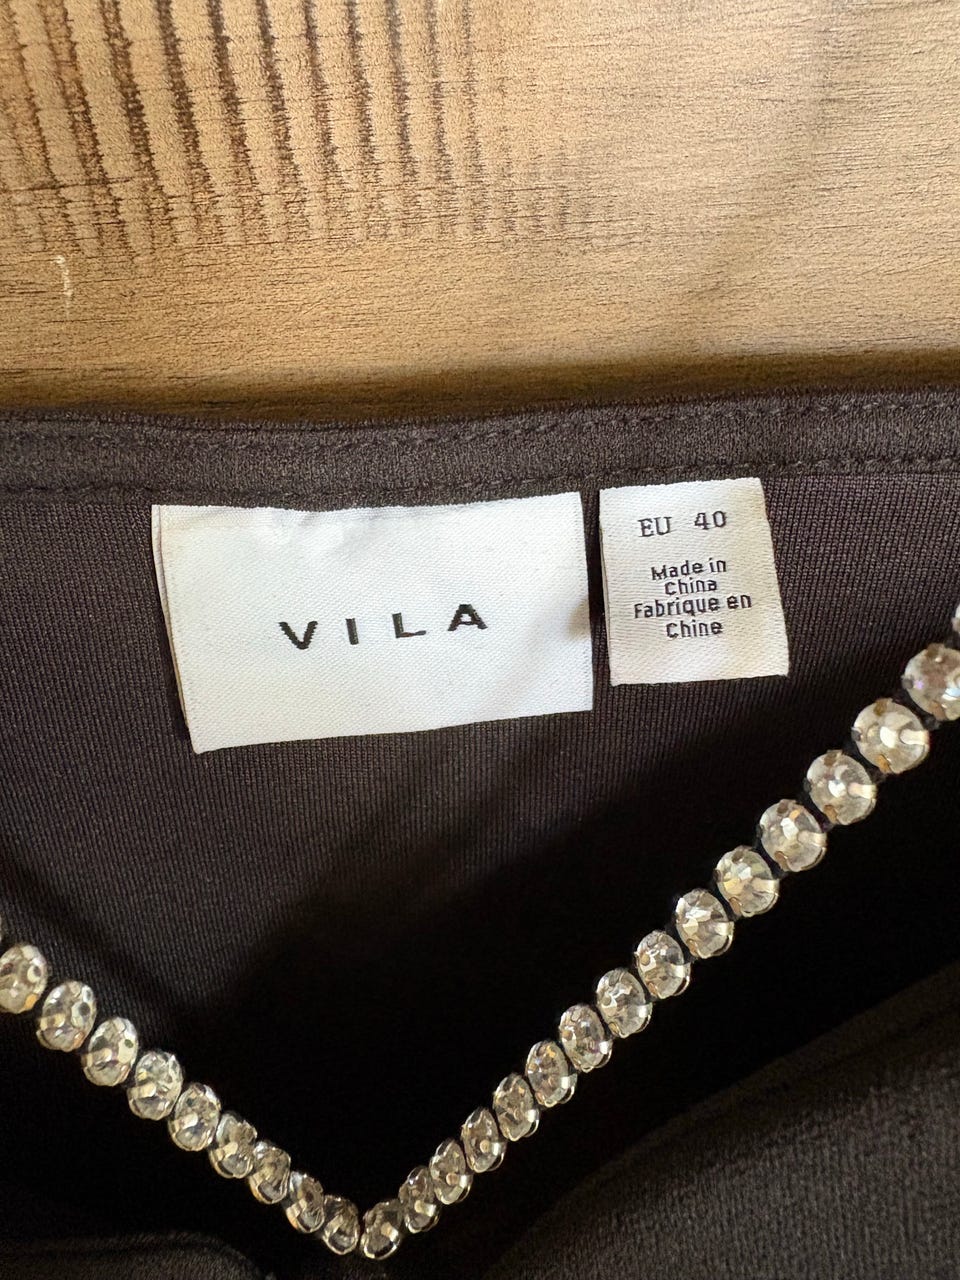 VILA
EU 40
Made in
China
Fabrique en
Chine